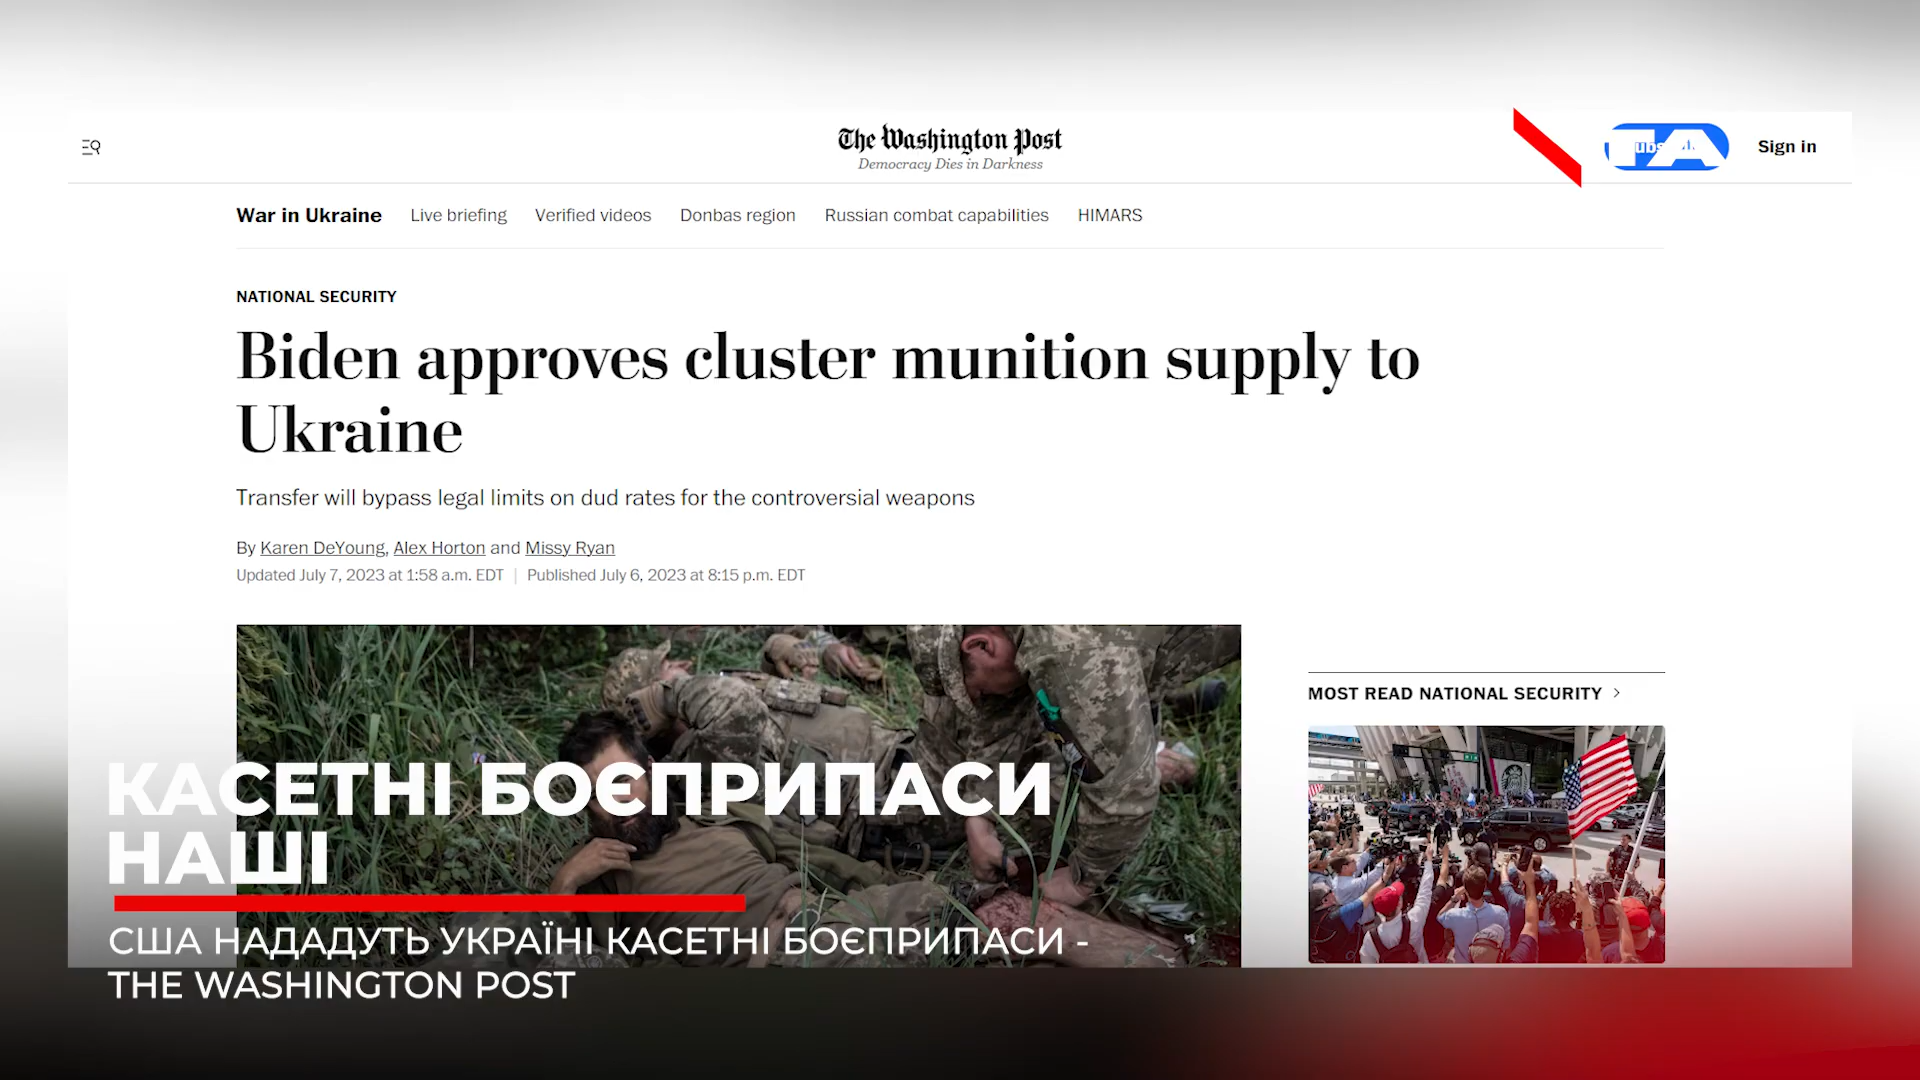 The Washington Post
Democracy Dies in Darkness
TA
Sign in
War in Ukraine Live briefing Verified videos Donbas region Russian combat capabilities HIMARS
NATIONAL SECURITY
Biden approves cluster munition supply to
Ukraine
Transfer will bypass legal limits on dud rates for the controversial weapons
By Karen DeYoung, Alex Horton and Missy Ryan
Updated July 7, 2023 at 1:58 a.m. EDT | Published July 6, 2023 at 8:15 p.m. EDT
MOST READ NATIONAL SECURITY >
КАСЕТНІ БОЄПРИПАСИ
НАШІ
США НАДАДУТЬ УКРАЇНІ КАСЕТНІ БОЄПРИПАСИ -
THE WASHINGTON POST